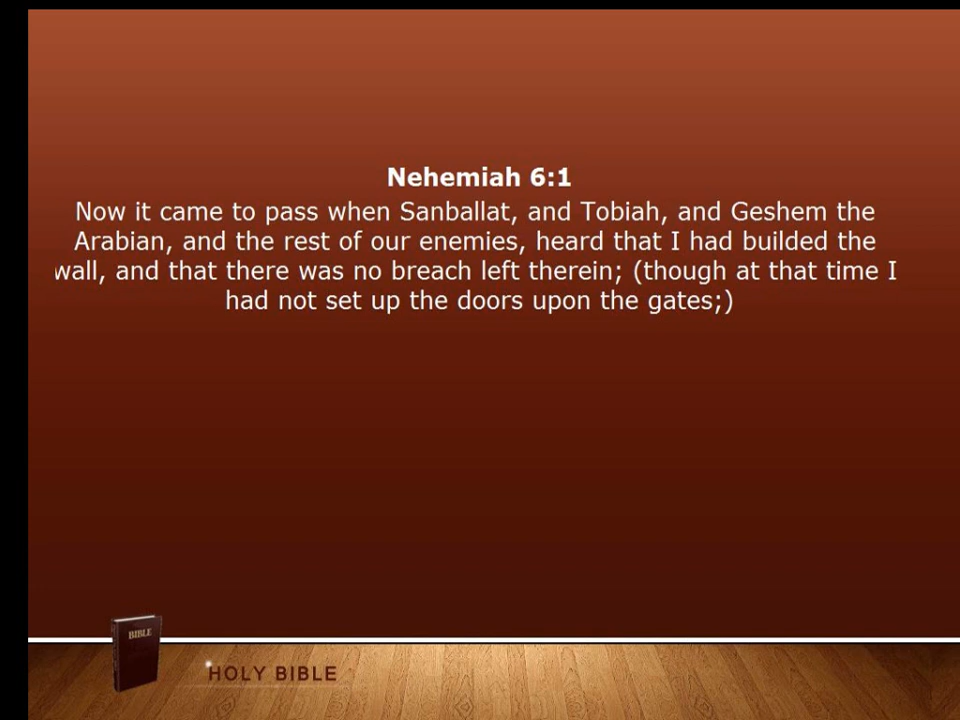 Nehemiah 6:1
Now it came to pass when Sanballat, and Tobiah, and Geshem the
Arabian, and the rest of our enemies, heard that I had builded the
wall, and that there was no breach left therein; (though at that time I
had not set up the doors upon the gates;)
BIBLE
HOLY BIBLE